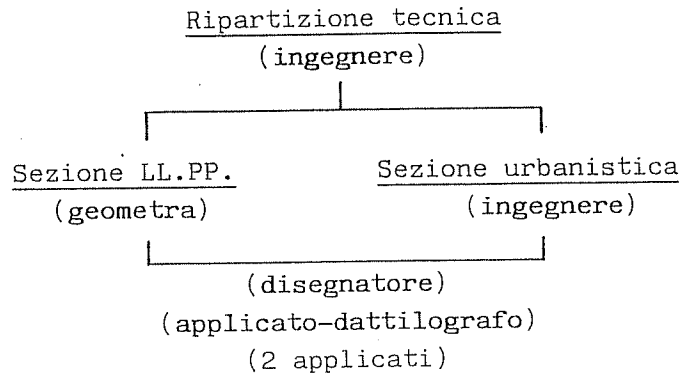 Ripartizione tecnica
(ingegnere)
Sezione LL.PP. Sezione urbanistica
(geometra) (ingegnere)
(disegnatore)
(applicato-dattilografo)
(2 applicati)